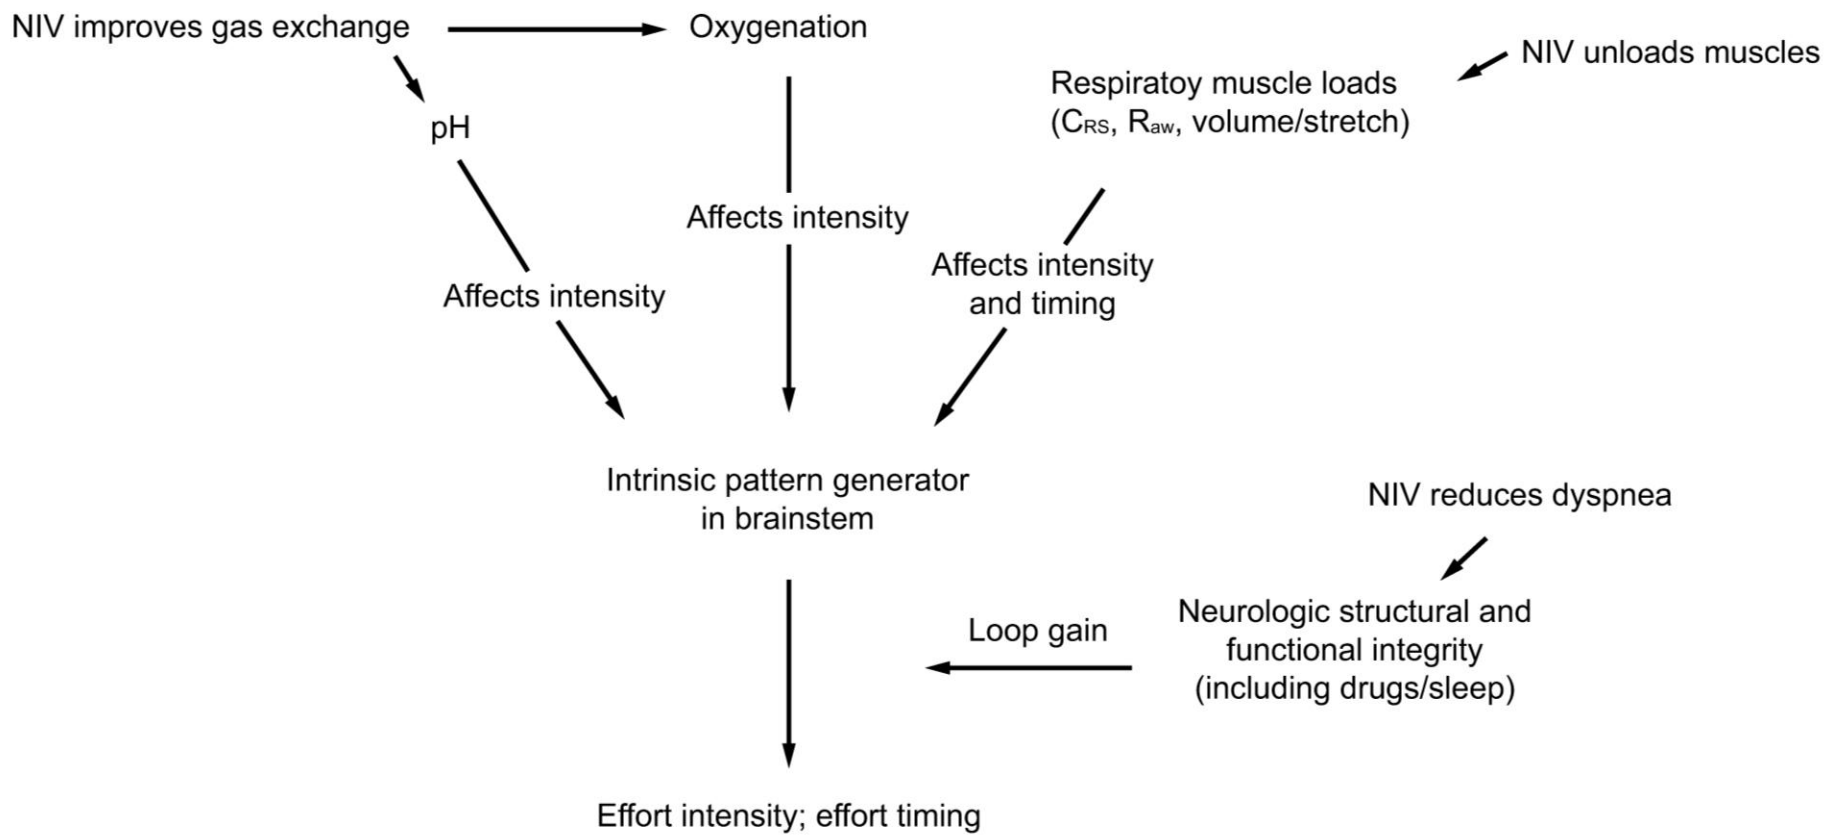 NIV improves gas exchange
Oxygenation
NIV unloads muscles
Respiratoy muscle loads
(CRS, Raw, volume/stretch)
pH
Affects intensity
Affects intensity
and timing
Affects intensity
Intrinsic pattern generator
in brainstem
NIV reduces dyspnea
Neurologic structural and
functional integrity
(including drugs/sleep)
Loop gain
Effort intensity; effort timing